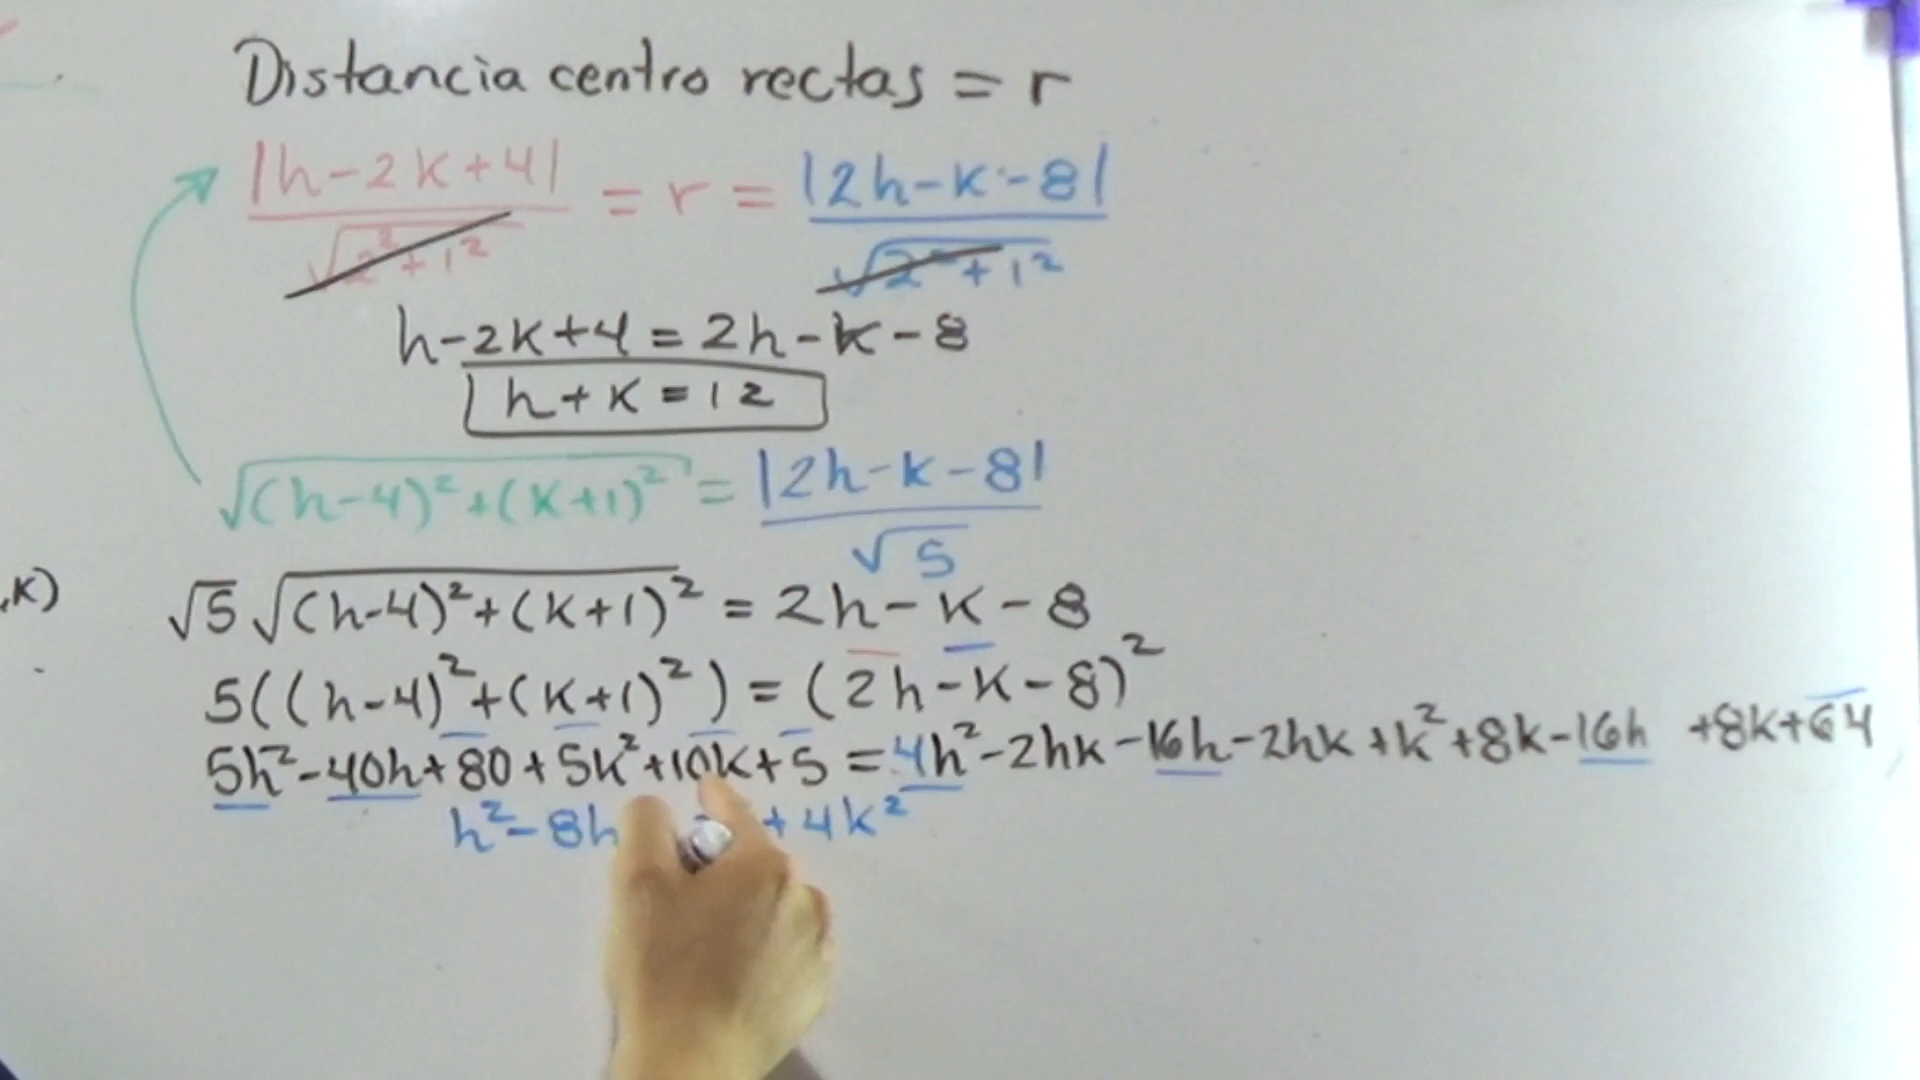 Distancia centro rectas = r
|h-2k+4| / √(2²+1²) = r = |2h-k-8| / √(2²+1²)
h-2k+4 = 2h-k-8
h+k = 12
√((h-4)²+(k+1)²) = |2h-k-8| / √5
,k)
√5 √((h-4)²+(k+1)²) = 2h-k-8
5((h-4)²+(k+1)²) = (2h-k-8)²
5h²-40h+80+5k²+10k+5 = 4h²-2hk-16h-2hk+k²+8k-16h +8k+64
h²-8h +4k²